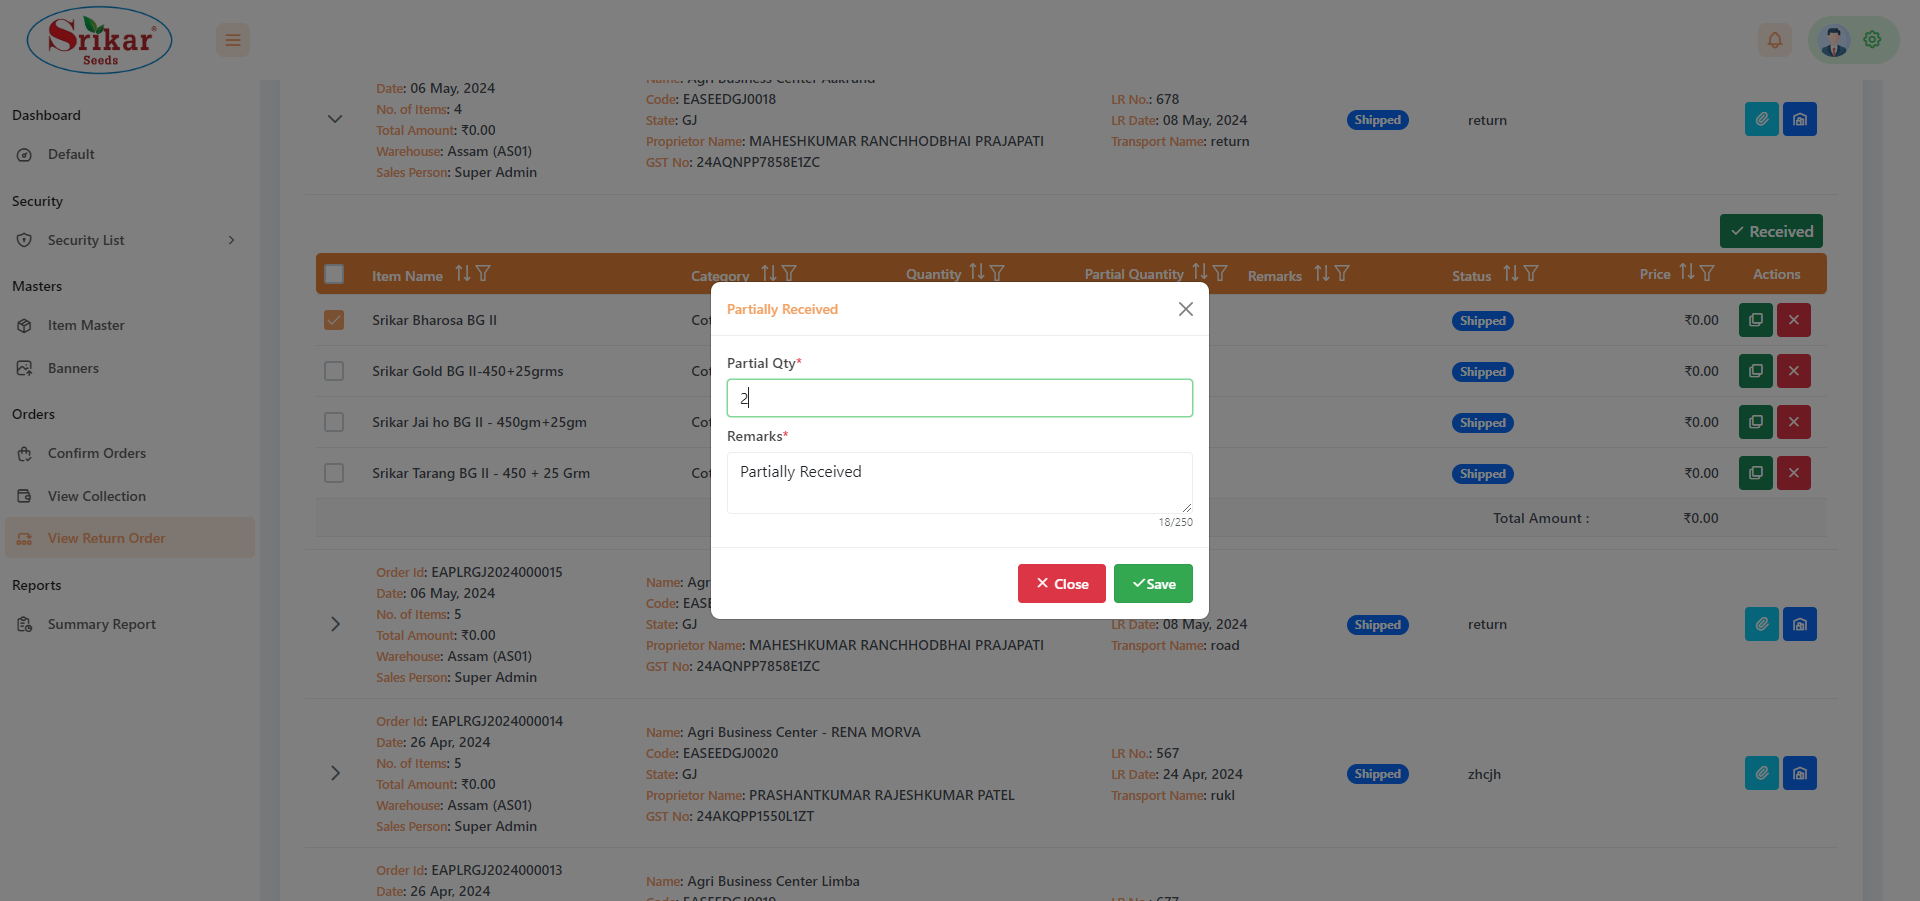 Srikar
Seeds
Dashboard
Default
Security
Security List
Masters
Item Master
Banners
Orders
Confirm Orders
View Collection
View Return Order
Reports
Summary Report
Date: 06 May, 2024
No. of Items: 4
Total Amount: ₹0.00
Warehouse: Assam (AS01)
Sales Person: Super Admin
Name: Agri Business Center Aakrund
Code: EASEEDGJ0018
State: GJ
Proprietor Name: MAHESHKUMAR RANCHHODBHAI PRAJAPATI
GST No: 24AQNPP7858E1ZC
LR No.: 678
LR Date: 08 May, 2024
Transport Name: return
Shipped
return
Received
Item Name Category Quantity Partial Quantity Remarks Status Price Actions
Srikar Bharosa BG II Cot Shipped ₹0.00
Srikar Gold BG II-450+25grms Cot Shipped ₹0.00
Srikar Jai ho BG II - 450gm+25gm Cot Shipped ₹0.00
Srikar Tarang BG II - 450 + 25 Grm Cot Shipped ₹0.00
Total Amount : ₹0.00
Partially Received
Partial Qty*
2
Remarks*
Partially Received
18/250
Close
Save
Order Id: EAPLRGJ2024000015
Date: 06 May, 2024
No. of Items: 5
Total Amount: ₹0.00
Warehouse: Assam (AS01)
Sales Person: Super Admin
Name: Agr
Code: EASE
State: GJ
Proprietor Name: MAHESHKUMAR RANCHHODBHAI PRAJAPATI
GST No: 24AQNPP7858E1ZC
LR Date: 08 May, 2024
Transport Name: road
Shipped
return
Order Id: EAPLRGJ2024000014
Date: 26 Apr, 2024
No. of Items: 5
Total Amount: ₹0.00
Warehouse: Assam (AS01)
Sales Person: Super Admin
Name: Agri Business Center - RENA MORVA
Code: EASEEDGJ0020
State: GJ
Proprietor Name: PRASHANTKUMAR RAJESHKUMAR PATEL
GST No: 24AKQPP1550L1ZT
LR No.: 567
LR Date: 24 Apr, 2024
Transport Name: rukl
Shipped
zhcjh
Order Id: EAPLRGJ2024000013
Date: 26 Apr, 2024
Name: Agri Business Center Limba
Code: EASEEDGJ0019
LR No.: 677